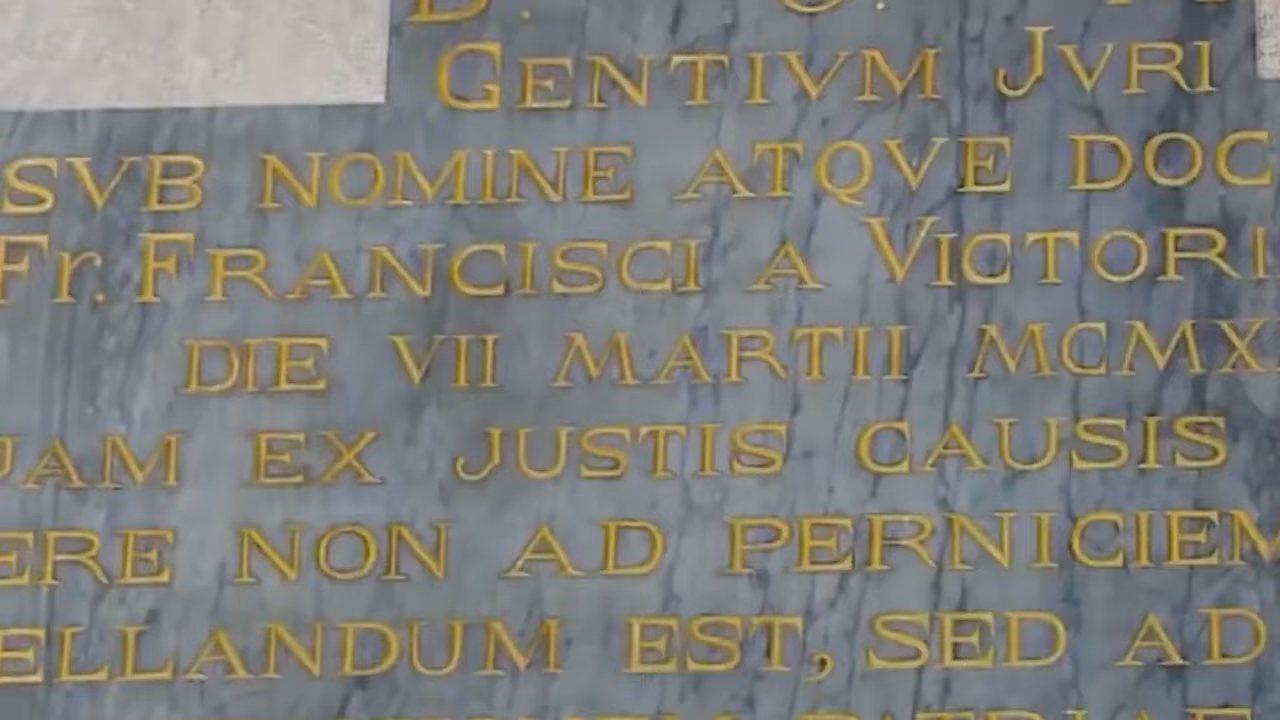 GENTIVM JVRI
SVB NOMINE ATQVE DOC
Fr. FRANCISCI A VICTORI
DIE VII MARTII MCMX
JAM EX JUSTIS CAUSIS
ERE NON AD PERNICIEM
ELLANDUM EST, SED AD